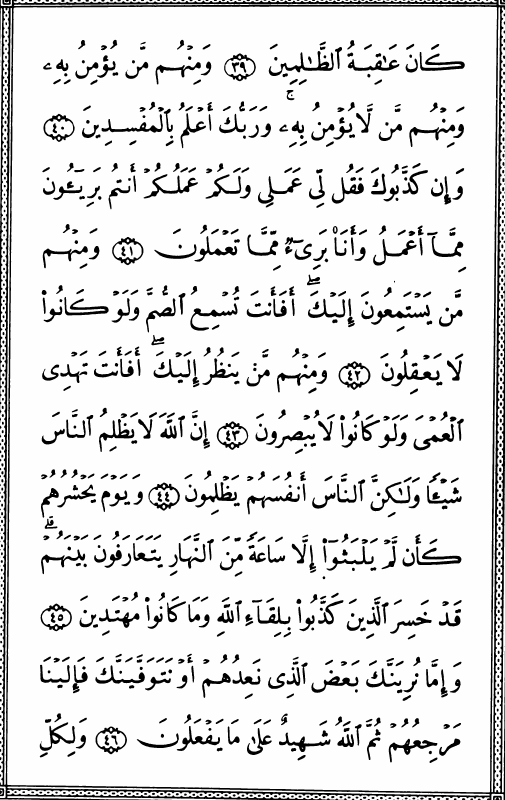 كَانَ عَـٰقِبَةُ ٱلظَّـٰلِمِينَ ٣٩ وَمِنْهُم مَّن يُؤْمِنُ بِهِۦ
وَمِنْهُم مَّن لَّا يُؤْمِنُ بِهِۦ ۚ وَرَبُّكَ أَعْلَمُ بِٱلْمُفْسِدِينَ ٤٠
وَإِن كَذَّبُوكَ فَقُل لِّى عَمَلِى وَلَكُمْ عَمَلُكُمْ أَنتُم بَرِيٓـُٔونَ
مِمَّآ أَعْمَلُ وَأَنَا۠ بَرِىٓءٌ مِّمَّا تَعْمَلُونَ ٤١ وَمِنْهُم
مَّن يَسْتَمِعُونَ إِلَيْكَ ۖ أَفَأَنتَ تُسْمِعُ ٱلصُّمَّ وَلَوْ كَانُوا۟
لَا يَعْقِلُونَ ٤٢ وَمِنْهُم مَّن يَنظُرُ إِلَيْكَ ۖ أَفَأَنتَ تَهْدِى
ٱلْعُمْىَ وَلَوْ كَانُوا۟ لَا يُبْصِرُونَ ٤٣ إِنَّ ٱللَّهَ لَا يَظْلِمُ ٱلنَّاسَ
شَيْـًٔا وَلَـٰكِنَّ ٱلنَّاسَ أَنفُسَهُمْ يَظْلِمُونَ ٤٤ وَيَوْمَ يَحْشُرُهُمْ
كَأَن لَّمْ يَلْبَثُوٓا۟ إِلَّا سَاعَةً مِّنَ ٱلنَّهَارِ يَتَعَارَفُونَ بَيْنَهُمْ ۚ
قَدْ خَسِرَ ٱلَّذِينَ كَذَّبُوا۟ بِلِقَآءِ ٱللَّهِ وَمَا كَانُوا۟ مُهْتَدِينَ ٤٥
وَإِمَّا نُرِيَنَّكَ بَعْضَ ٱلَّذِى نَعِدُهُمْ أَوْ نَتَوَفَّيَنَّكَ فَإِلَيْنَا
مَرْجِعُهُمْ ثُمَّ ٱللَّهُ شَهِيدٌ عَلَىٰ مَا يَفْعَلُونَ ٤٦ وَلِكُلِّ